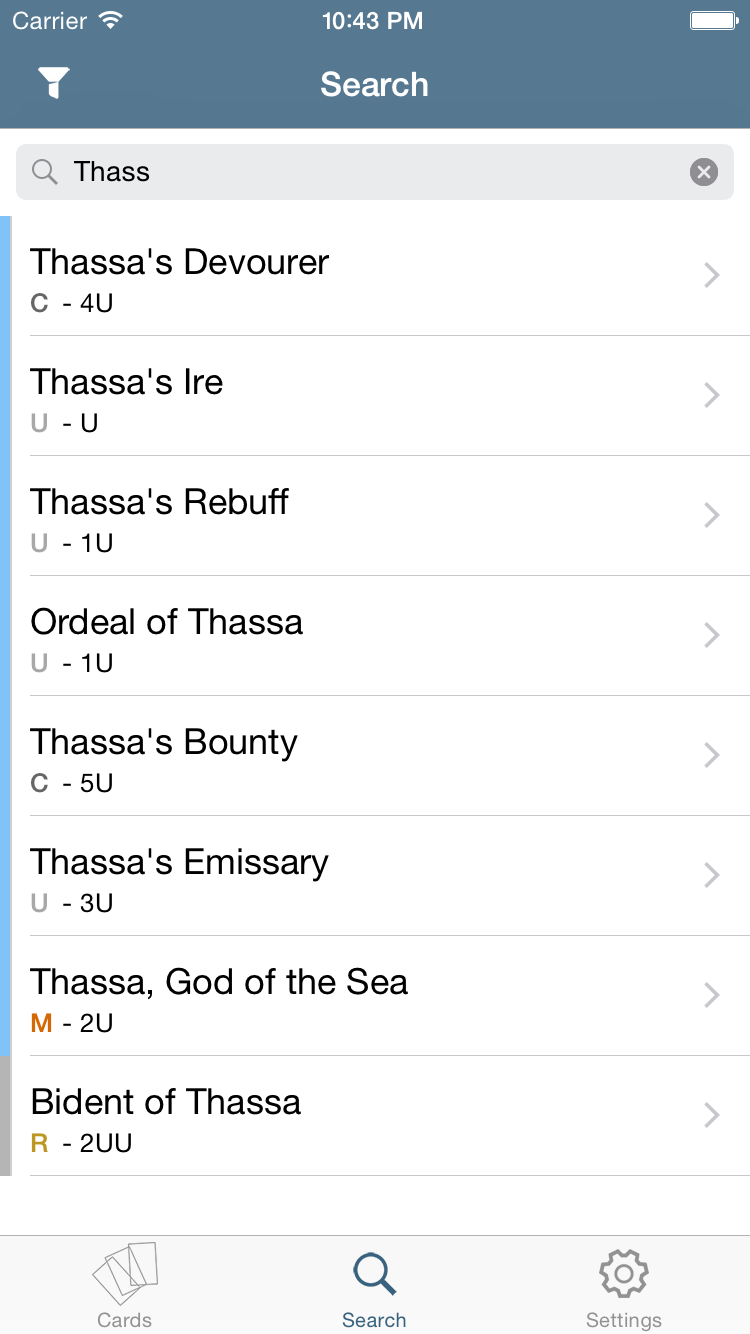 Carrier 10:43 PM
Search
Thass
Thassa's Devourer
C - 4U
Thassa's Ire
U - U
Thassa's Rebuff
U - 1U
Ordeal of Thassa
U - 1U
Thassa's Bounty
C - 5U
Thassa's Emissary
U - 3U
Thassa, God of the Sea
M - 2U
Bident of Thassa
R - 2UU
Cards Search Settings